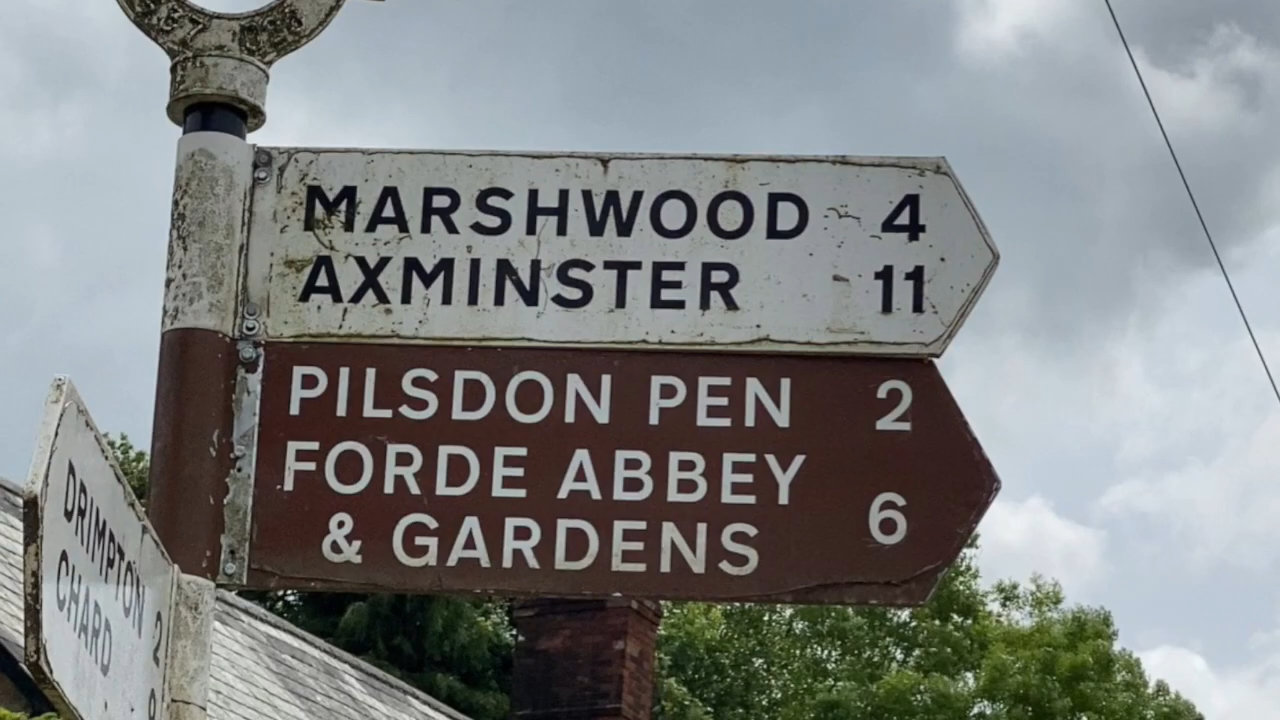 MARSHWOOD 4
AXMINSTER 11
PILSDON PEN 2
FORDE ABBEY
& GARDENS 6
DRIMPTON 2
CHARD